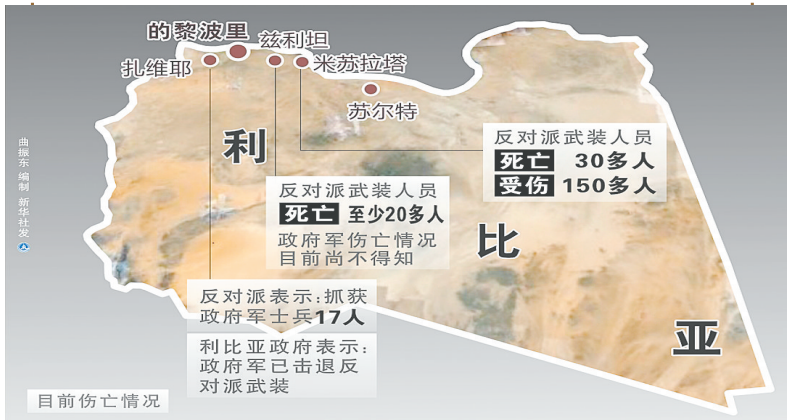 的黎波里
兹利坦
扎维耶
米苏拉塔
苏尔特
利
比
亚
反对派武装人员
死亡 30多人
受伤 150多人
反对派武装人员
死亡 至少20多人
政府军伤亡情况
目前尚不得知
反对派表示:抓获
政府军士兵17人
利比亚政府表示:
政府军已击退反
对派武装
目前伤亡情况
曲振东 编制 新华社发